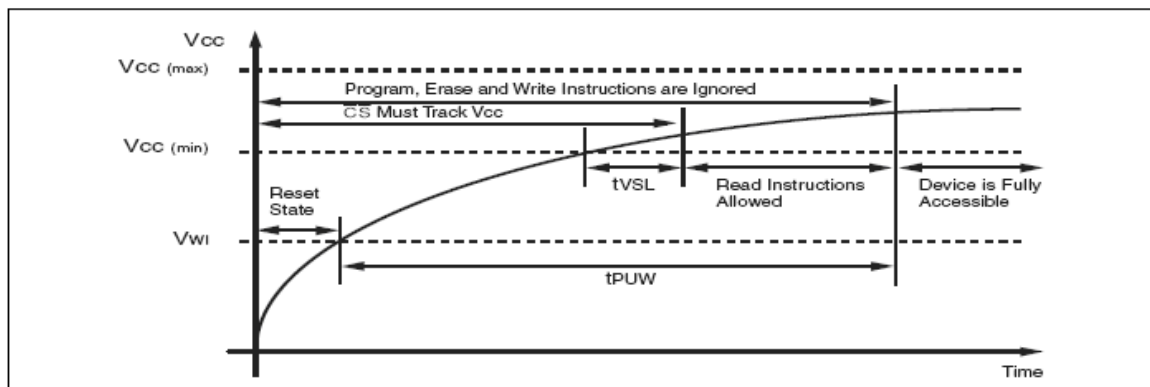 Vcc
Vcc (max)
Program, Erase and Write Instructions are Ignored
CS Must Track Vcc
Vcc (min)
tVSL
Read Instructions
Allowed
Device is Fully
Accessible
Reset
State
VWI
tPUW
Time